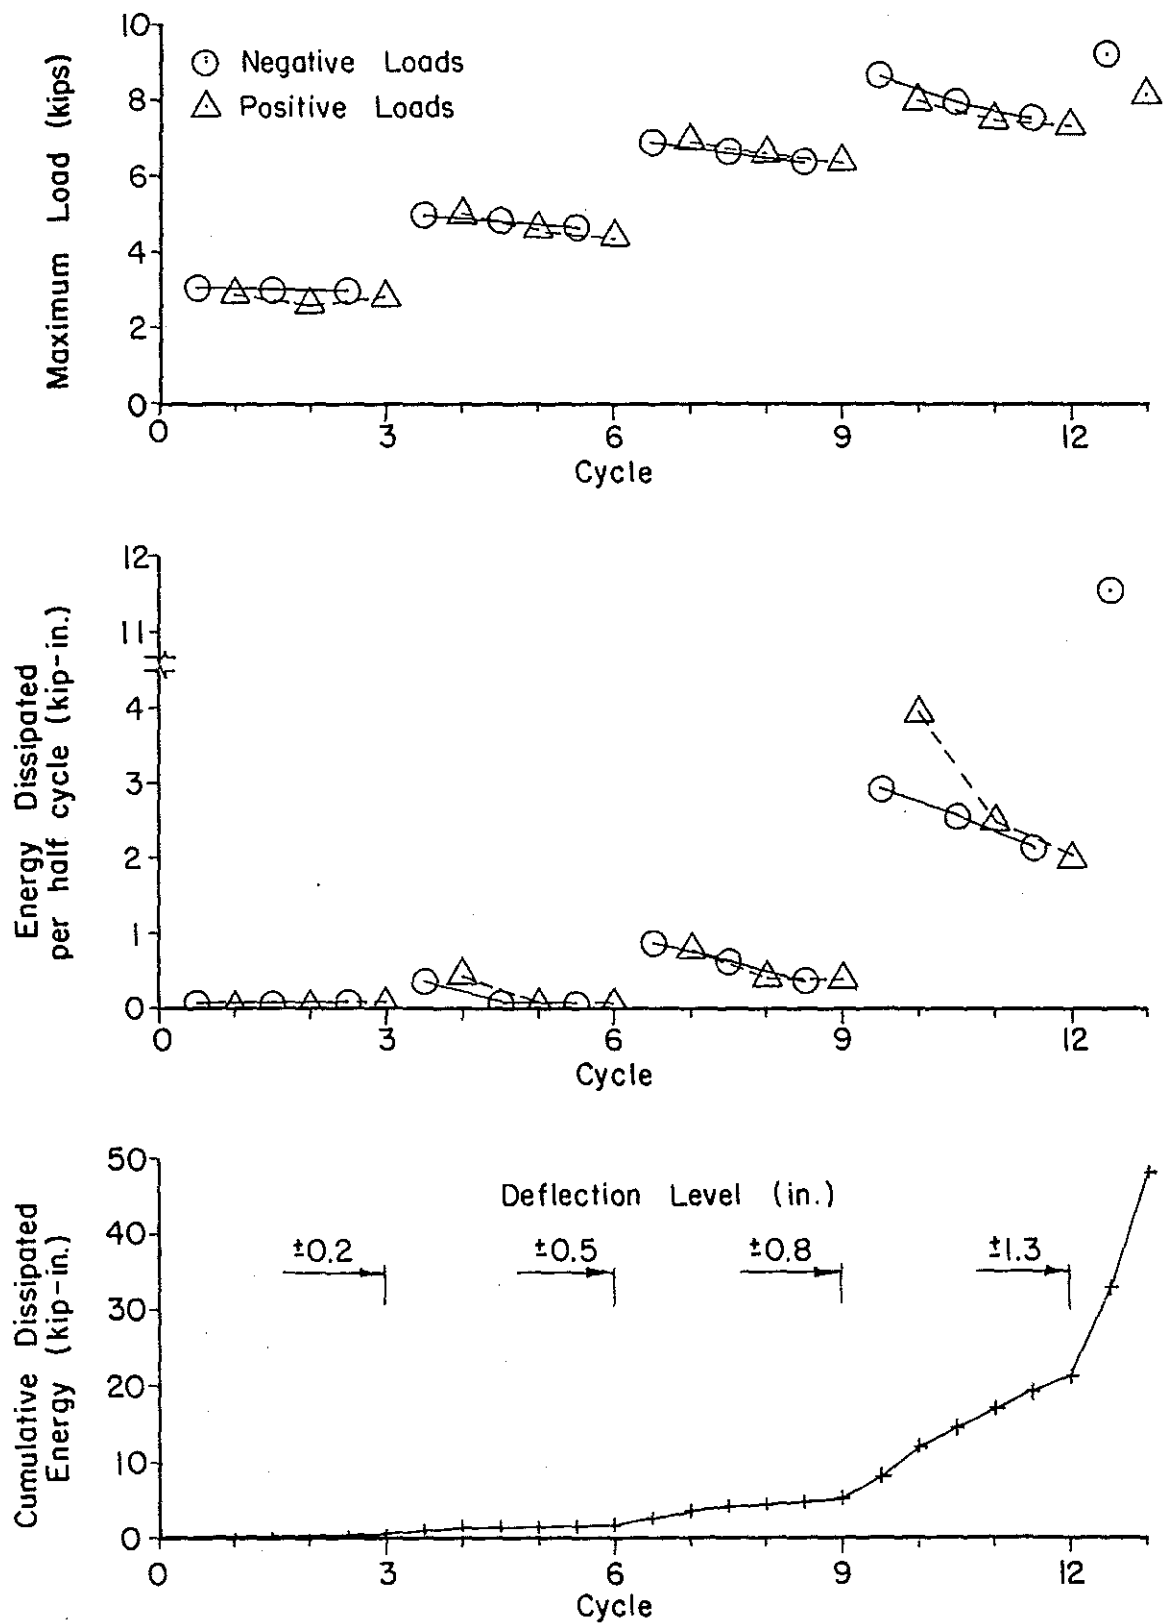 10
8
6
4
2
0
Maximum Load (kips)
Negative Loads
Positive Loads
0 3 6 9 12
Cycle
12
11
4
3
2
1
0
Energy Dissipated
per half cycle (kip-in.)
0 3 6 9 12
Cycle
50
40
30
20
10
0
Cumulative Dissipated
Energy (kip-in.)
Deflection Level (in.)
±0.2 ±0.5 ±0.8 ±1.3
0 3 6 9 12
Cycle